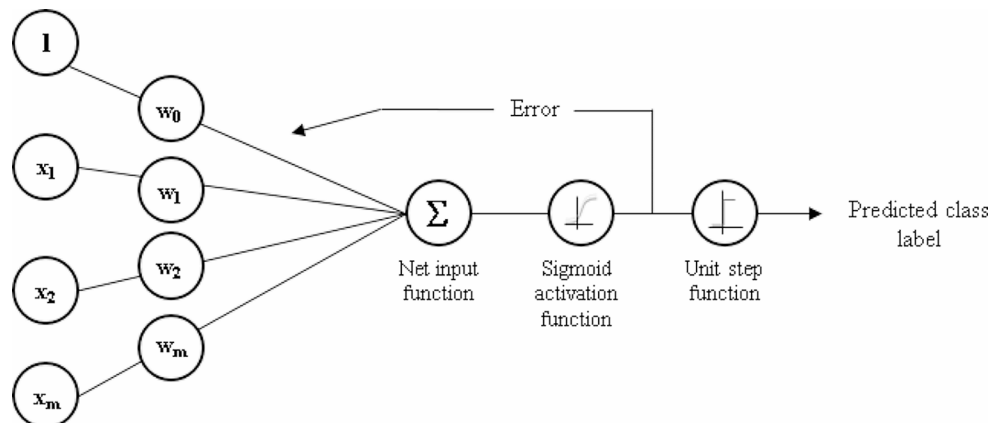 1
w₀
Error
x₁
w₁
Σ
Predicted class
label
x₂
w₂
Net input
function
Sigmoid
activation
function
Unit step
function
wₘ
xₘ